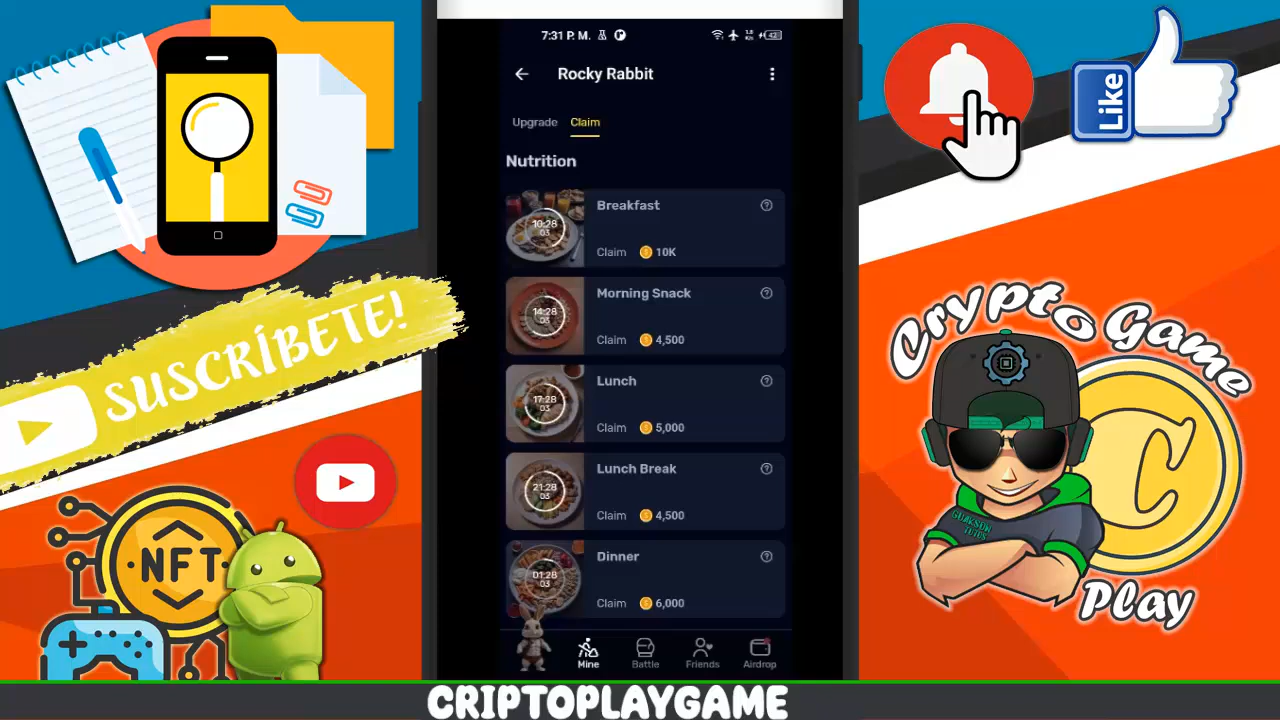 7:31 P. M.
Rocky Rabbit
Upgrade
Claim
Nutrition
Breakfast
10:28
03
Claim 10K
Morning Snack
14:28
03
Claim 4,500
Lunch
17:28
03
Claim 5,000
Lunch Break
21:28
03
Claim 4,500
Dinner
01:28
03
Claim 6,000
Mine
Battle
Friends
Airdrop
SUSCRÍBETE!
NFT
Like
Crypto Game
C
Play
CRIPTOPLAYGAME